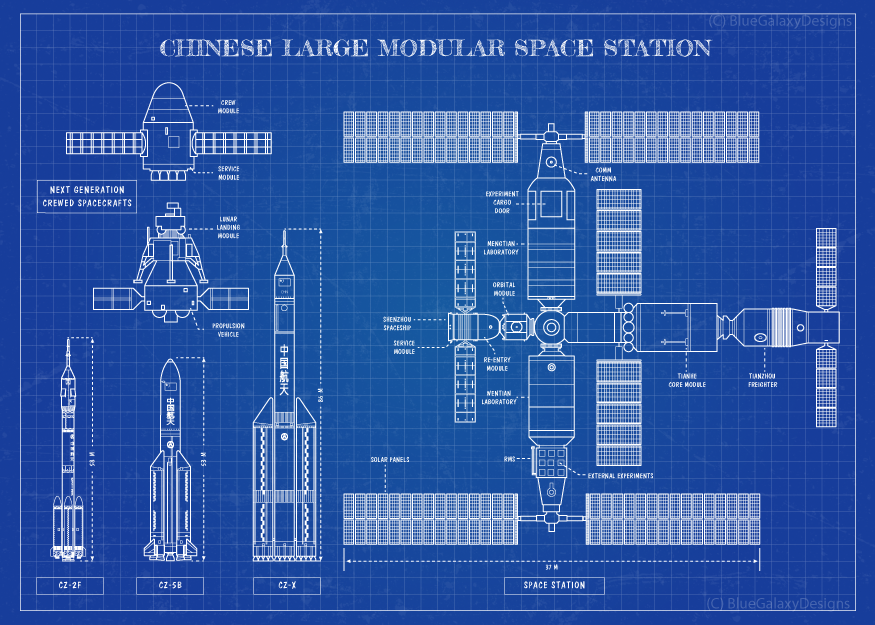 (C) BlueGalaxyDesigns
CHINESE LARGE MODULAR SPACE STATION
CREW
MODULE
SERVICE
MODULE
NEXT GENERATION
CREWED SPACECRAFTS
LUNAR
LANDING
MODULE
PROPULSION
VEHICLE
58 M
CZ-2F
中国航天
53 M
CZ-5B
中国航天
86 M
CZ-X
COMM
ANTENNA
EXPERIMENT
CARGO
DOOR
MENGTIAN
LABORATORY
ORBITAL
MODULE
SHENZHOU
SPACESHIP
SERVICE
MODULE
RE-ENTRY
MODULE
TIANHE
CORE MODULE
TIANZHOU
FREIGHTER
WENTIAN
LABORATORY
RMS
EXTERNAL EXPERIMENTS
SOLAR PANELS
37 M
SPACE STATION
(C) BlueGalaxyDesigns